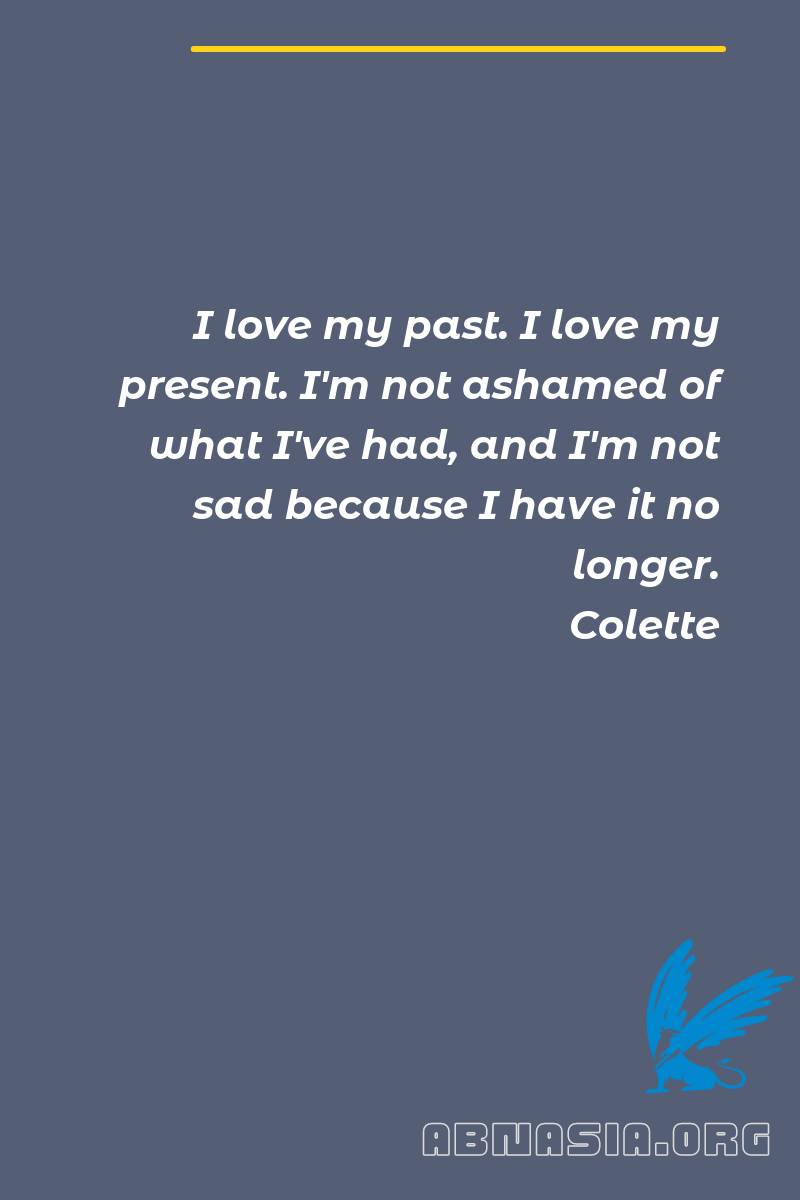 I love my past. I love my
present. I'm not ashamed of
what I've had, and I'm not
sad because I have it no
longer.
Colette
ABNASIA.ORG